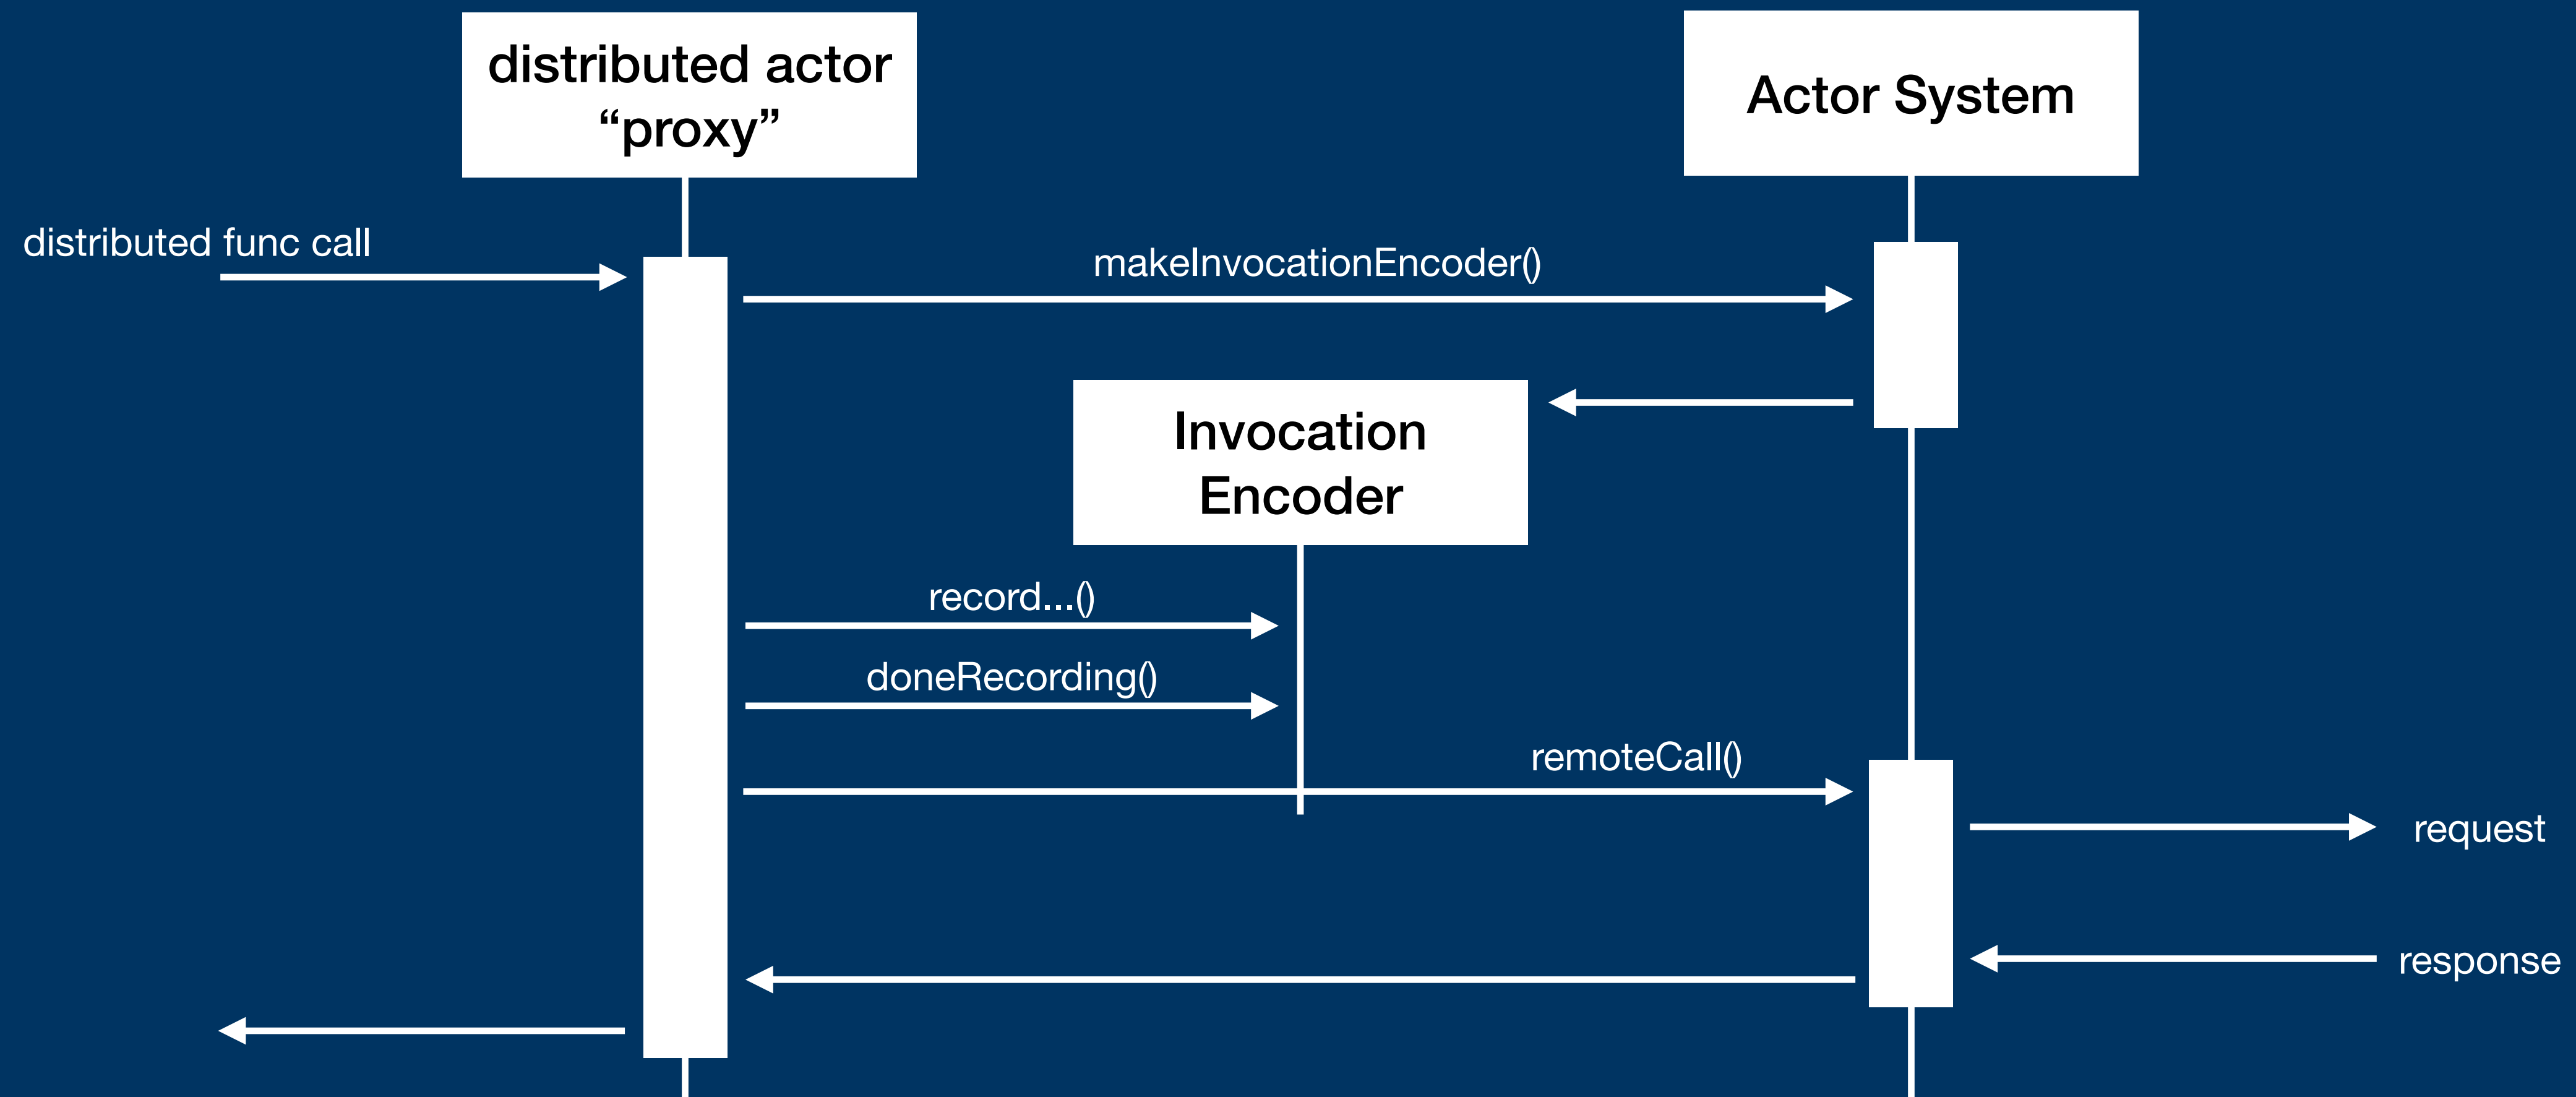 distributed actor
“proxy”
Actor System
distributed func call
makeInvocationEncoder()
Invocation
Encoder
record...()
doneRecording()
remoteCall()
request
response